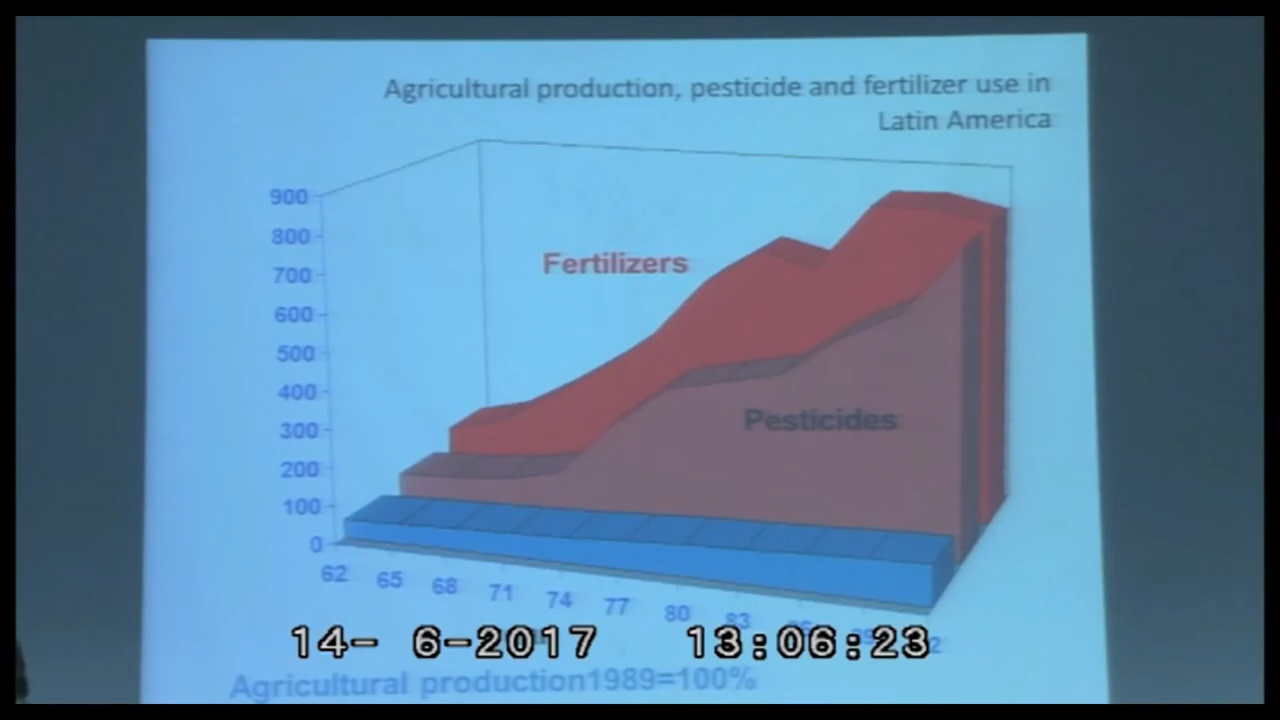 Agricultural production, pesticide and fertilizer use in
Latin America
900
800
700
600
500
400
300
200
100
0
Fertilizers
Pesticides
62 65 68 71 74 77 80 83
14- 6-2017 13:06:23
Agricultural production1989=100%